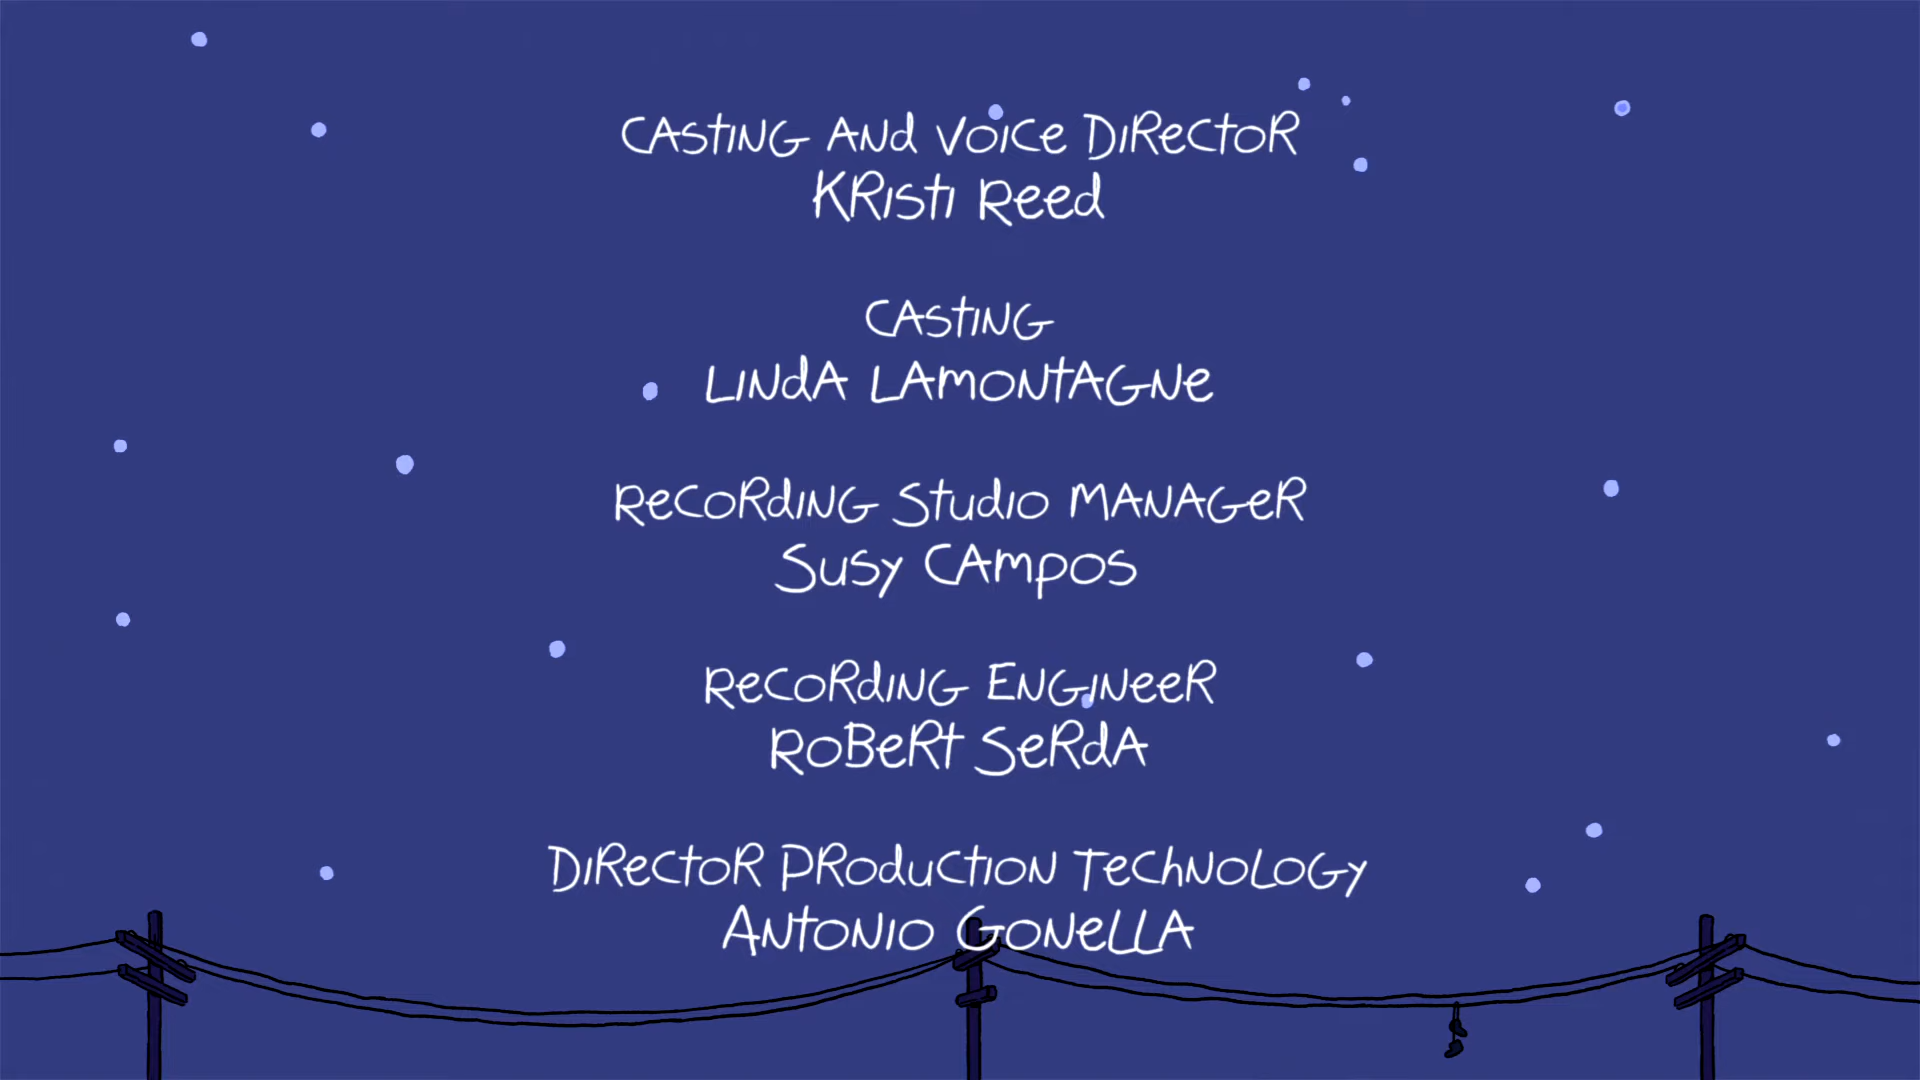 Casting and Voice Director
Kristi Reed
Casting
Linda Lamontagne
Recording Studio Manager
Susy Campos
Recording Engineer
Robert Serda
Director Production Technology
Antonio Gonella